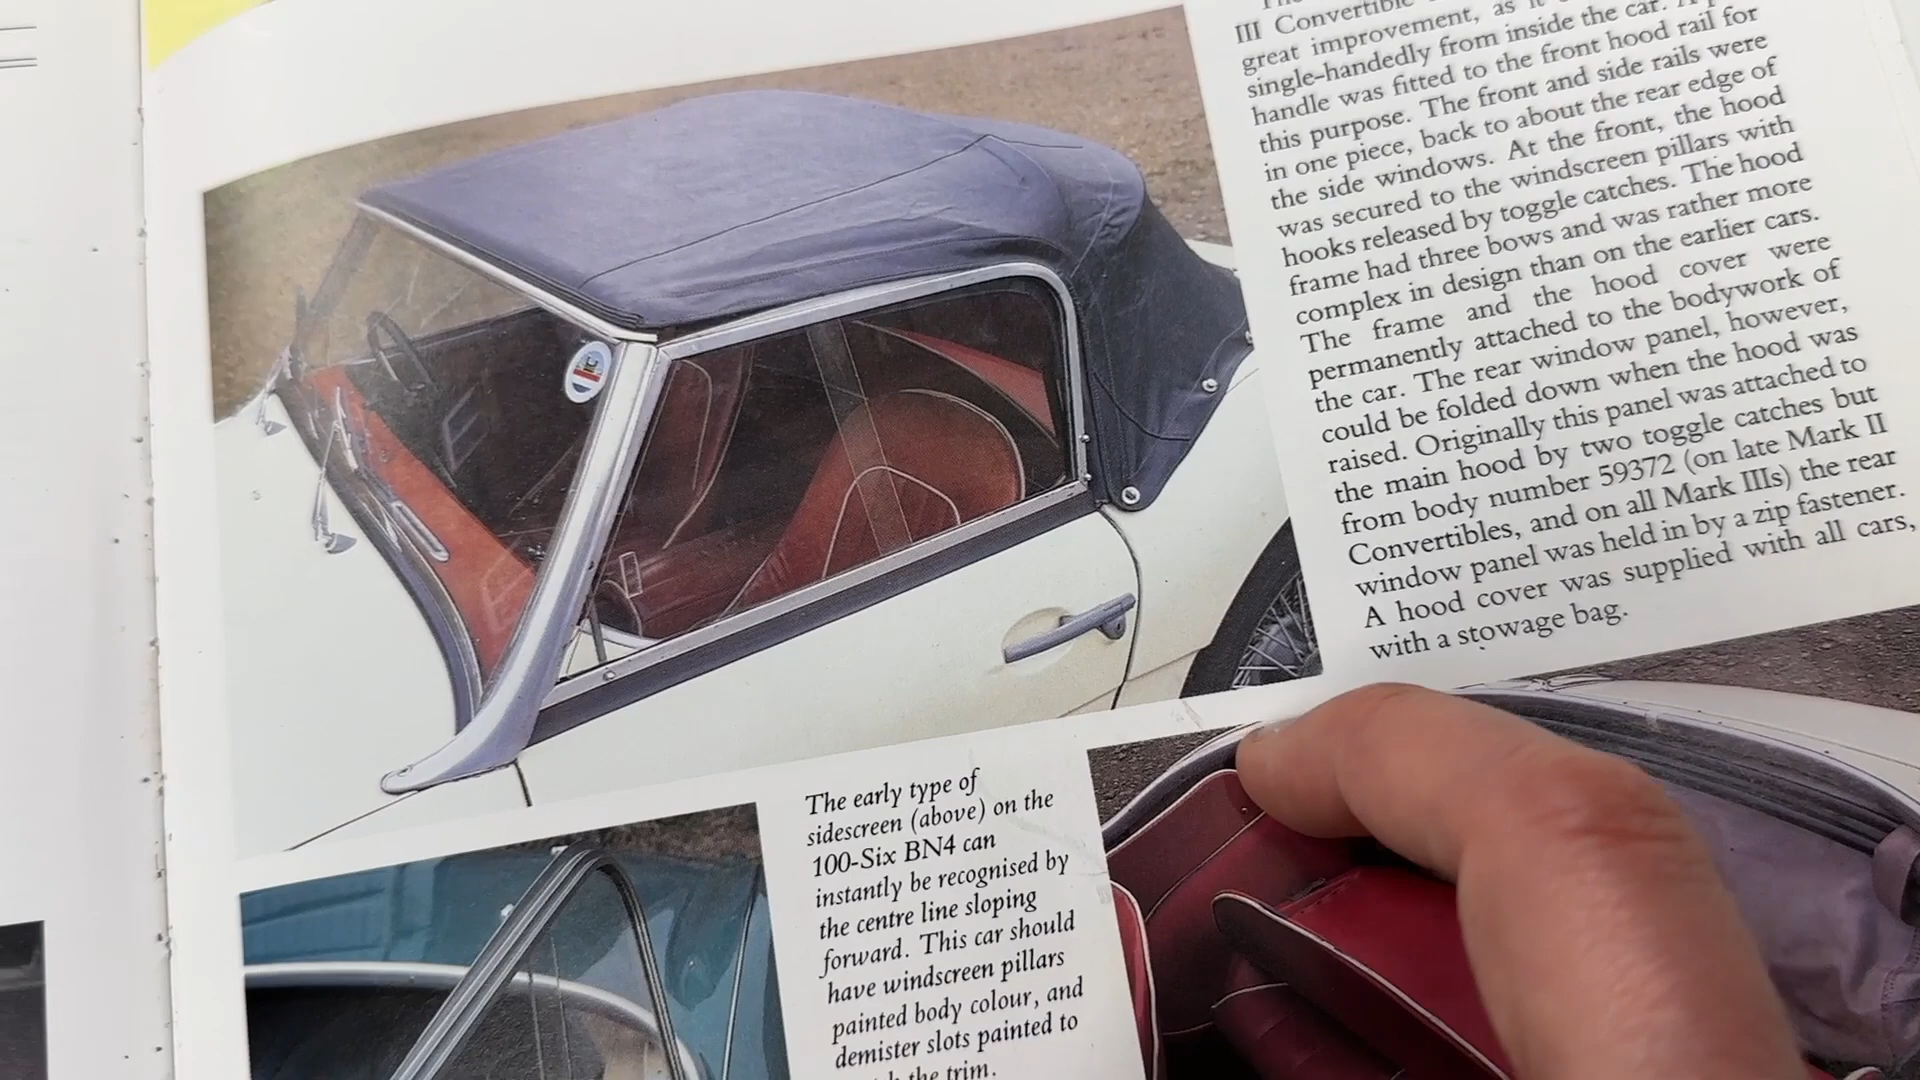 III Convertible
great improvement, as it
single-handedly from inside the car. A
handle was fitted to the front hood rail for
this purpose. The front and side rails were
in one piece, back to about the rear edge of
the side windows. At the front, the hood
was secured to the windscreen pillars with
hooks released by toggle catches. The hood
frame had three bows and was rather more
complex in design than on the earlier cars.
The frame and the hood cover were
permanently attached to the bodywork of
the car. The rear window panel, however,
could be folded down when the hood was
raised. Originally this panel was attached to
the main hood by two toggle catches but
from body number 59372 (on late Mark II
Convertibles, and on all Mark IIIs) the rear
window panel was held in by a zip fastener.
A hood cover was supplied with all cars,
with a stowage bag.
The early type of
sidescreen (above) on the
100-Six BN4 can
instantly be recognised by
the centre line sloping
forward. This car should
have windscreen pillars
painted body colour, and
demister slots painted to
the trim.